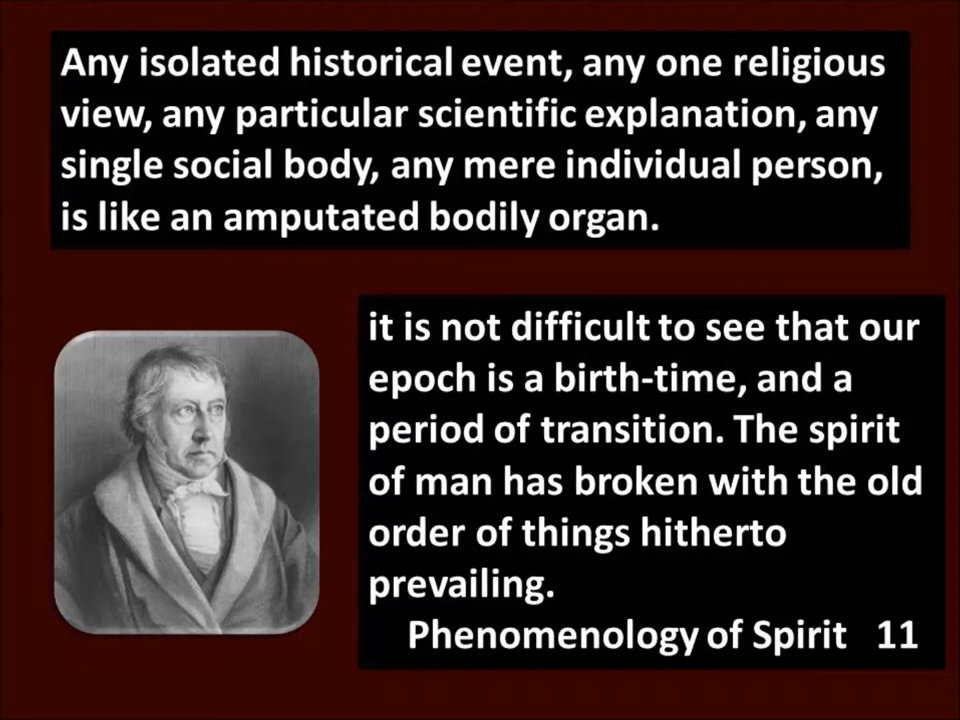 Any isolated historical event, any one religious
view, any particular scientific explanation, any
single social body, any mere individual person,
is like an amputated bodily organ.
it is not difficult to see that our
epoch is a birth-time, and a
period of transition. The spirit
of man has broken with the old
order of things hitherto
prevailing.
Phenomenology of Spirit 11